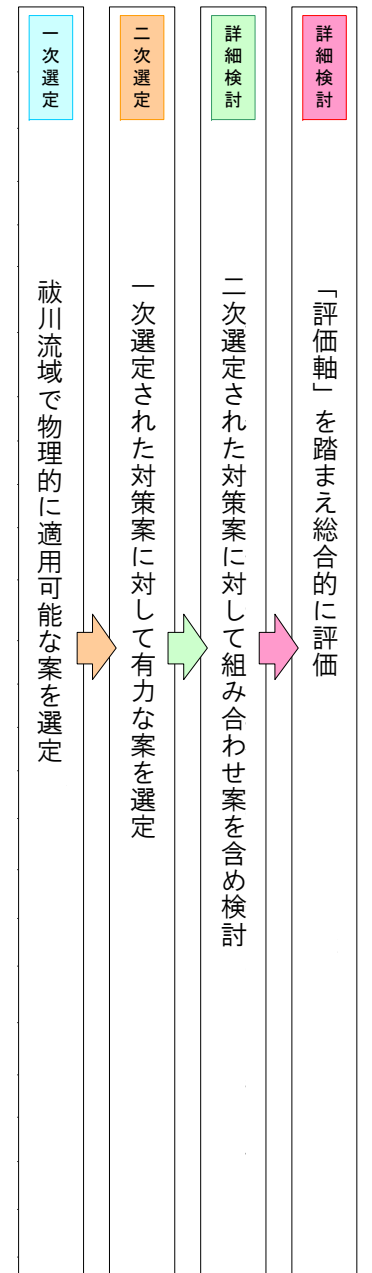 一次選定
祓川流域で物理的に適用可能な案を選定
二次選定
一次選定された対策案に対して有力な案を選定
詳細検討
二次選定された対策案に対して組み合わせ案を含め検討
詳細検討
「評価軸」を踏まえ総合的に評価